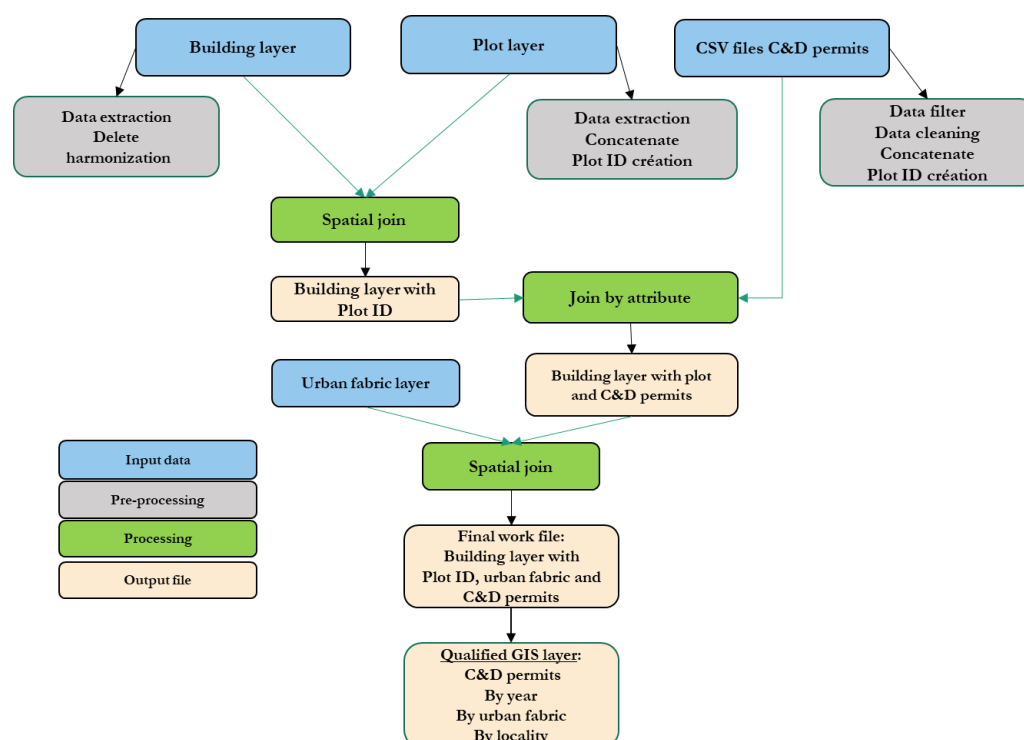 Building layer
Plot layer
CSV files C&D permits
Data extraction
Delete
harmonization
Data extraction
Concatenate
Plot ID création
Data filter
Data cleaning
Concatenate
Plot ID création
Spatial join
Building layer with
Plot ID
Join by attribute
Urban fabric layer
Building layer with plot
and C&D permits
Spatial join
Input data
Pre-processing
Processing
Output file
Final work file:
Building layer with
Plot ID, urban fabric and
C&D permits
Qualified GIS layer:
C&D permits
By year
By urban fabric
By locality